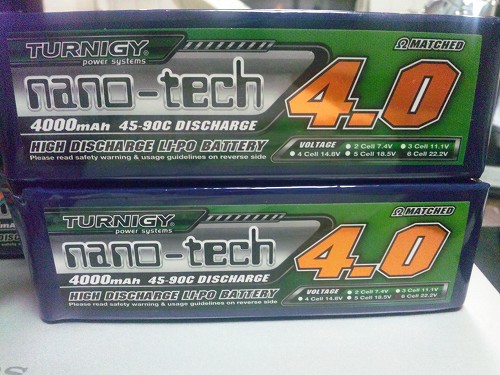 TURNIGY®
power systems
Ω MATCHED
nano-tech
4.0
4000mAh 45-90C DISCHARGE
HIGH DISCHARGE LI-PO BATTERY
Please read safety warning & usage guidelines on reverse side
VOLTAGE 2 Cell 7.4V 3 Cell 11.1V
4 Cell 14.8V 5 Cell 18.5V 6 Cell 22.2V
TURNIGY®
power systems
Ω MATCHED
nano-tech
4.0
4000mAh 45-90C DISCHARGE
HIGH DISCHARGE LI-PO BATTERY
Please read safety warning & usage guidelines on reverse side
VOLTAGE 2 Cell 7.4V 3 Cell 11.1V
4 Cell 14.8V 5 Cell 18.5V 6 Cell 22.2V